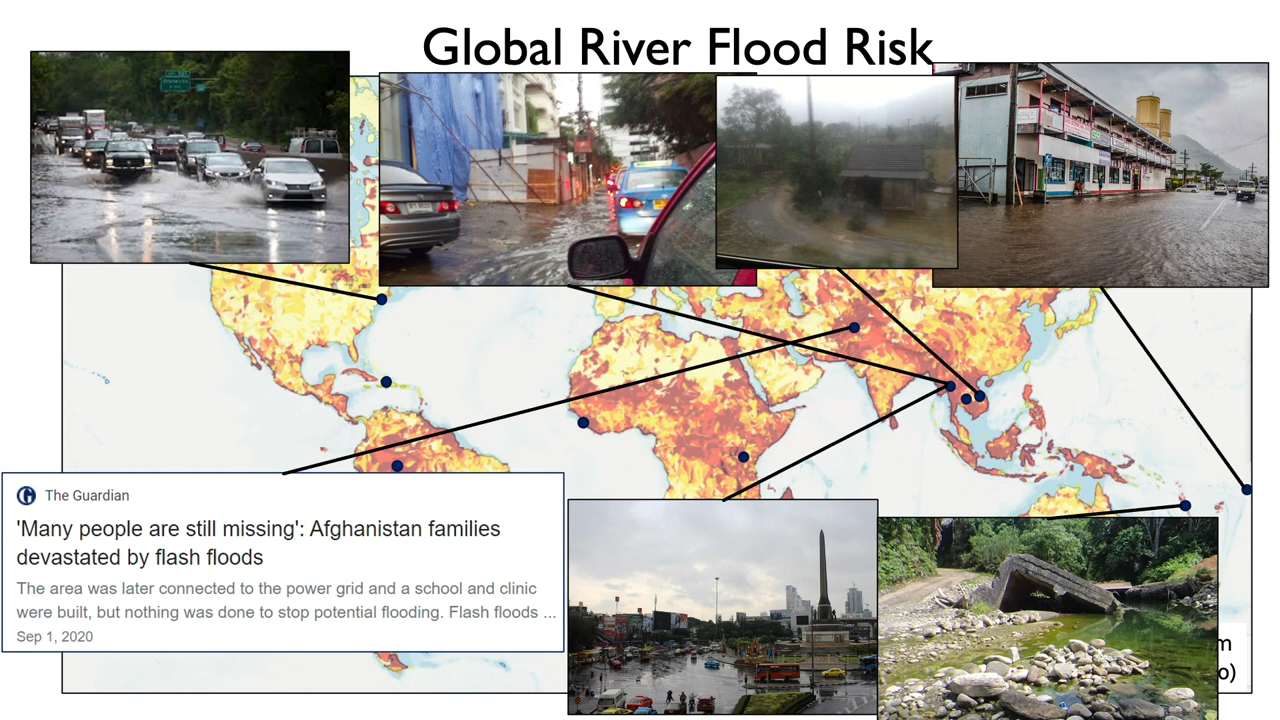 Global River Flood Risk
The Guardian
'Many people are still missing': Afghanistan families
devastated by flash floods
The area was later connected to the power grid and a school and clinic
were built, but nothing was done to stop potential flooding. Flash floods ...
Sep 1, 2020